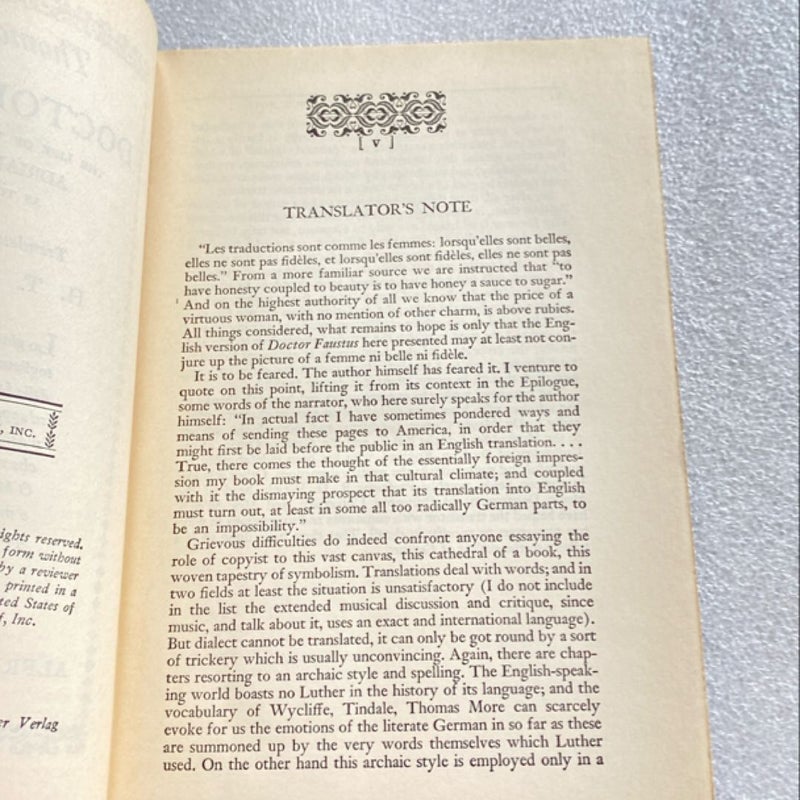 , INC.
ights reserved.
form without
by a reviewer
printed in a
ted States of
f, Inc.
er Verlag
[ v ]
TRANSLATOR'S NOTE
"Les traductions sont comme les femmes: lorsqu'elles sont belles,
elles ne sont pas fidèles, et lorsqu'elles sont fidèles, elles ne sont pas
belles." From a more familiar source we are instructed that "to
have honesty coupled to beauty is to have honey a sauce to sugar."
And on the highest authority of all we know that the price of a
virtuous woman, with no mention of other charm, is above rubies.
All things considered, what remains to hope is only that the Eng-
lish version of Doctor Faustus here presented may at least not con-
jure up the picture of a femme ni belle ni fidèle.
It is to be feared. The author himself has feared it. I venture to
quote on this point, lifting it from its context in the Epilogue,
some words of the narrator, who here surely speaks for the author
himself: "In actual fact I have sometimes pondered ways and
means of sending these pages to America, in order that they
might first be laid before the public in an English translation. . . .
True, there comes the thought of the essentially foreign impres-
sion my book must make in that cultural climate; and coupled
with it the dismaying prospect that its translation into English
must turn out, at least in some all too radically German parts, to
be an impossibility."
Grievous difficulties do indeed confront anyone essaying the
role of copyist to this vast canvas, this cathedral of a book, this
woven tapestry of symbolism. Translations deal with words; and in
two fields at least the situation is unsatisfactory (I do not include
in the list the extended musical discussion and critique, since
music, and talk about it, uses an exact and international language).
But dialect cannot be translated, it can only be got round by a sort
of trickery which is usually unconvincing. Again, there are chap-
ters resorting to an archaic style and spelling. The English-speak-
ing world boasts no Luther in the history of its language; and the
vocabulary of Wycliffe, Tindale, Thomas More can scarcely
evoke for us the emotions of the literate German in so far as these
are summoned up by the very words themselves which Luther
used. On the other hand this archaic style is employed only in a